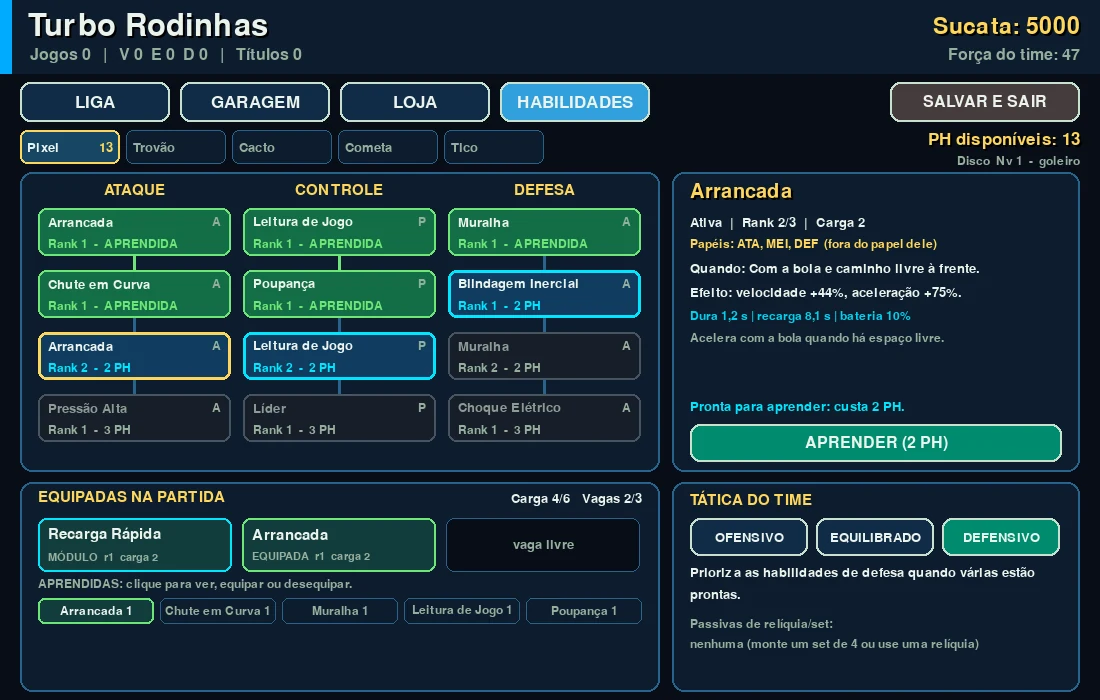 Turbo Rodinhas
Sucata: 5000
Jogos 0 | V 0 E 0 D 0 | Títulos 0
Força do time: 47
LIGA
GARAGEM
LOJA
HABILIDADES
SALVAR E SAIR
Pixel 13
Trovão
Cacto
Cometa
Tico
PH disponíveis: 13
Disco Nv 1 - goleiro
ATAQUE
CONTROLE
DEFESA
Arrancada A
Rank 1 - APRENDIDA
Leitura de Jogo P
Rank 1 - APRENDIDA
Muralha A
Rank 1 - APRENDIDA
Chute em Curva A
Rank 1 - APRENDIDA
Poupança P
Rank 1 - APRENDIDA
Blindagem Inercial A
Rank 1 - 2 PH
Arrancada A
Rank 2 - 2 PH
Leitura de Jogo P
Rank 2 - 2 PH
Muralha A
Rank 2 - 2 PH
Pressão Alta A
Rank 1 - 3 PH
Líder P
Rank 1 - 3 PH
Choque Elétrico A
Rank 1 - 3 PH
Arrancada
Ativa | Rank 2/3 | Carga 2
Papéis: ATA, MEI, DEF (fora do papel dele)
Quando: Com a bola e caminho livre à frente.
Efeito: velocidade +44%, aceleração +75%.
Dura 1,2 s | recarga 8,1 s | bateria 10%
Acelera com a bola quando há espaço livre.
Pronta para aprender: custa 2 PH.
APRENDER (2 PH)
EQUIPADAS NA PARTIDA
Carga 4/6 Vagas 2/3
Recarga Rápida
MÓDULO r1 carga 2
Arrancada
EQUIPADA r1 carga 2
vaga livre
APRENDIDAS: clique para ver, equipar ou desequipar.
Arrancada 1
Chute em Curva 1
Muralha 1
Leitura de Jogo 1
Poupança 1
TÁTICA DO TIME
OFENSIVO
EQUILIBRADO
DEFENSIVO
Prioriza as habilidades de defesa quando várias estão
prontas.
Passivas de relíquia/set:
nenhuma (monte um set de 4 ou use uma relíquia)